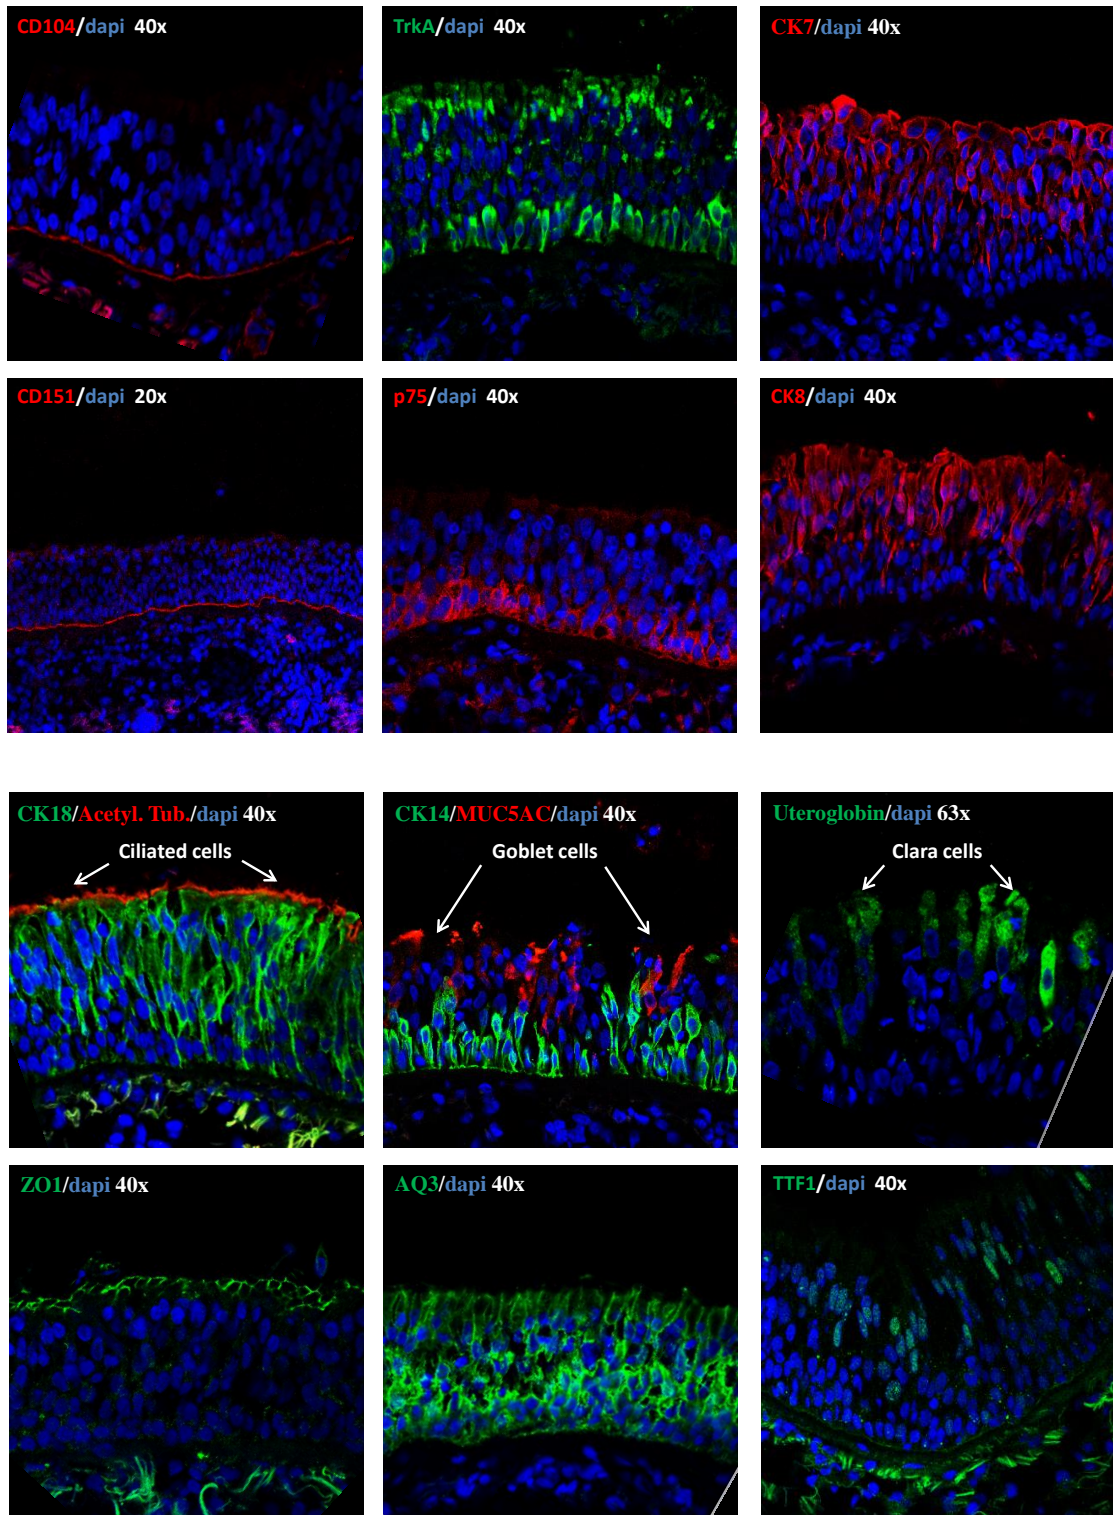 CD104/dapi 40x
TrkA/dapi 40x
CK7/dapi 40x
CD151/dapi 20x
p75/dapi 40x
CK8/dapi 40x
CK18/Acetyl. Tub./dapi 40x
Ciliated cells
CK14/MUC5AC/dapi 40x
Goblet cells
Uteroglobin/dapi 63x
Clara cells
ZO1/dapi 40x
AQ3/dapi 40x
TTF1/dapi 40x